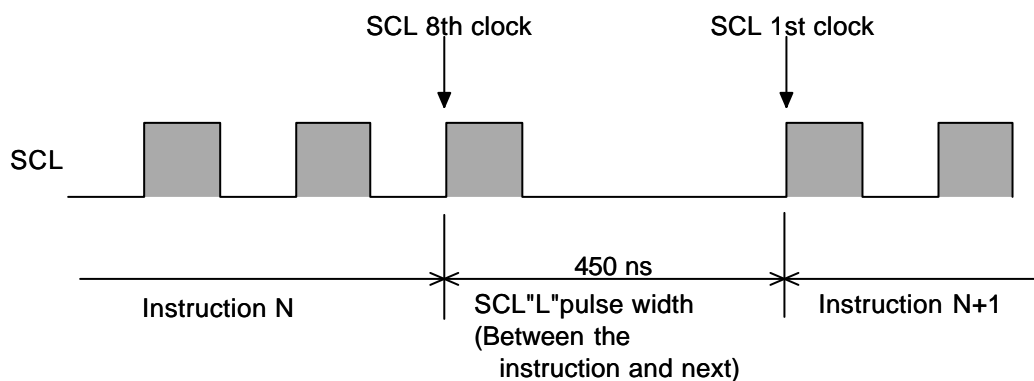 SCL 8th clock
SCL 1st clock
SCL
450 ns
Instruction N
SCL"L"pulse width
(Between the
instruction and next)
Instruction N+1